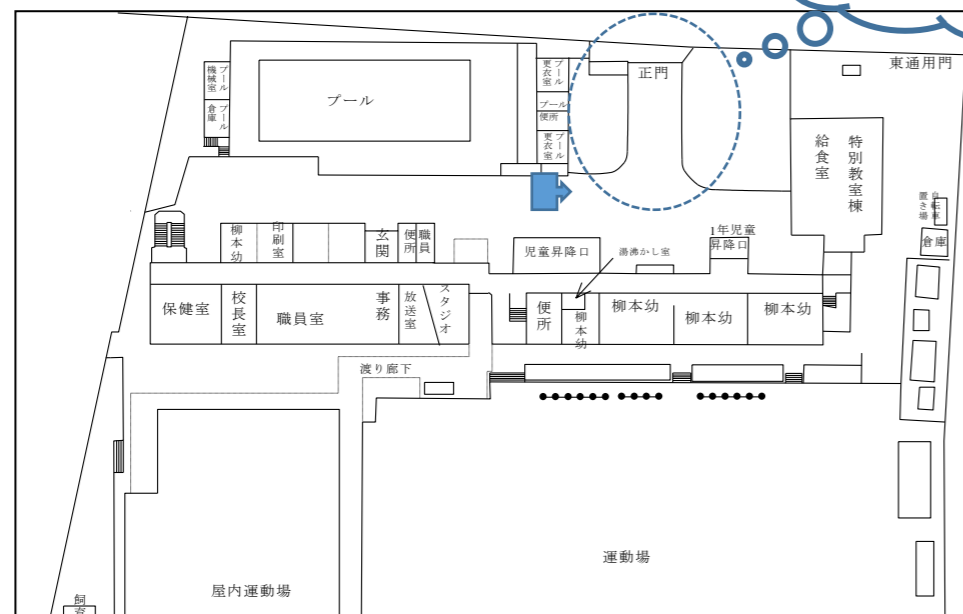 東通用門
正門
プール
機械室
プール
倉庫
プール
プール
更衣室
プール
便所
プール
更衣室
給食室
特別教室棟
自転車
置き場
倉庫
柳本幼
印刷室
玄関
職員
便所
児童昇降口
湯沸かし室
1年児童
昇降口
保健室
校長室
職員室
事務
放送室
スタジオ
便所
柳本幼
柳本幼
柳本幼
柳本幼
渡り廊下
運動場
屋内運動場
飼